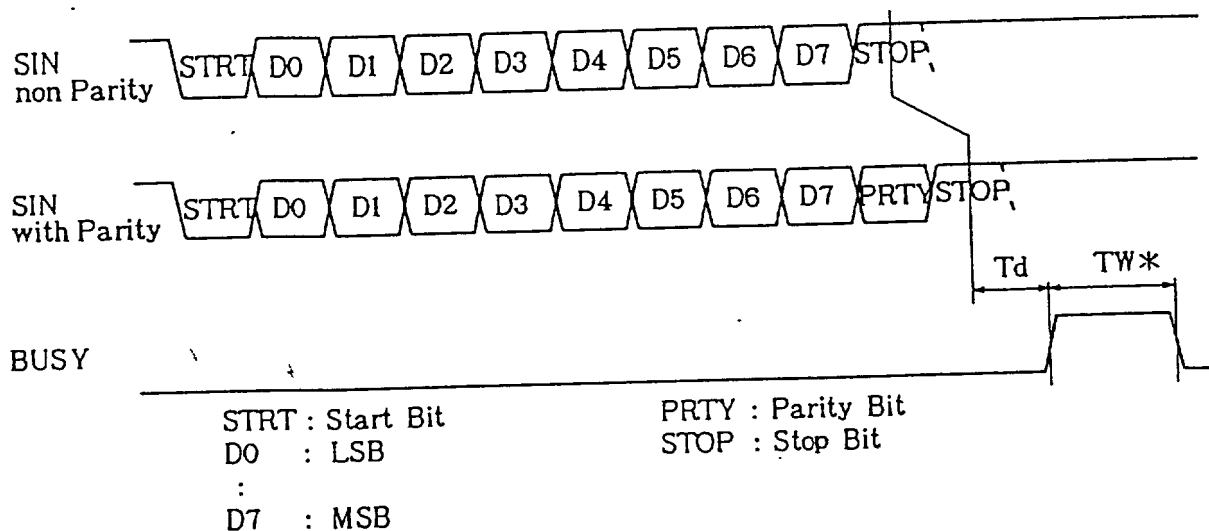 SIN
non Parity
STRT D0 D1 D2 D3 D4 D5 D6 D7 STOP
SIN
with Parity
STRT D0 D1 D2 D3 D4 D5 D6 D7 PRTY STOP
Td TW*
BUSY
STRT : Start Bit
D0 : LSB
:
D7 : MSB
PRTY : Parity Bit
STOP : Stop Bit